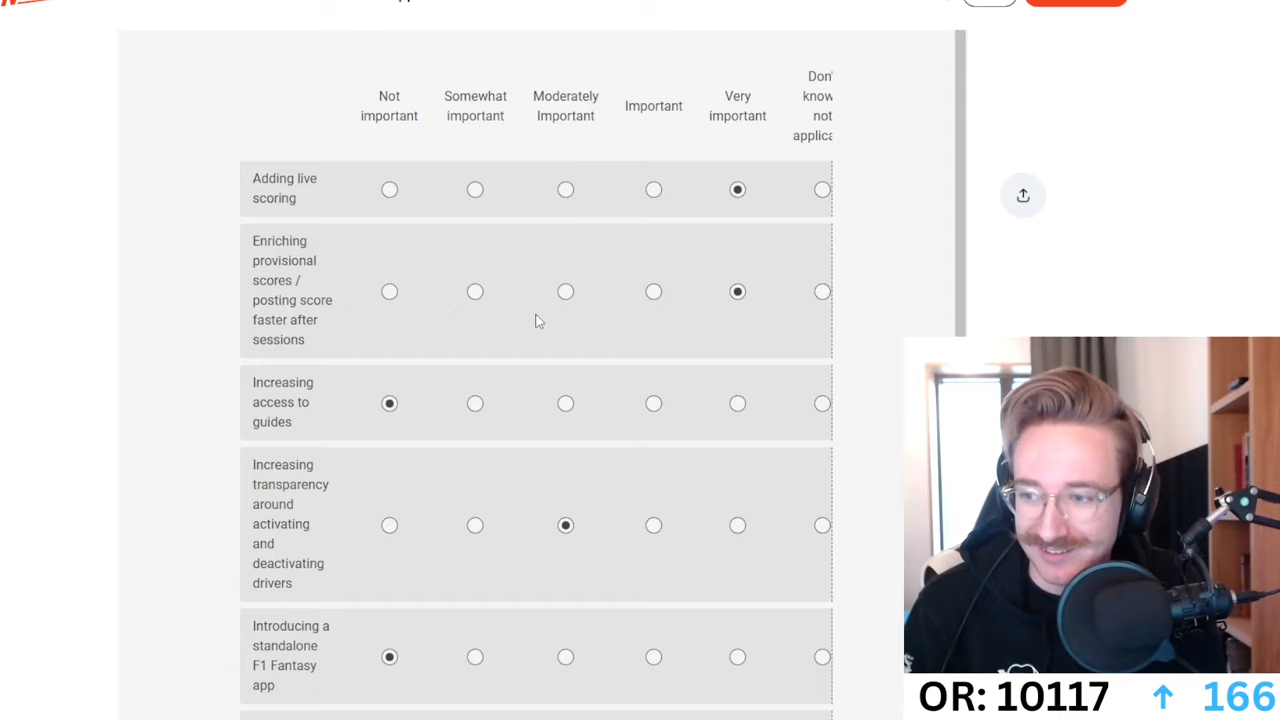 Not
important
Somewhat
important
Moderately
Important
Important
Very
important
Don'
know
not
applica
Adding live
scoring
Enriching
provisional
scores /
posting score
faster after
sessions
Increasing
access to
guides
Increasing
transparency
around
activating
and
deactivating
drivers
Introducing a
standalone
F1 Fantasy
app
OR: 10117 ↑ 166